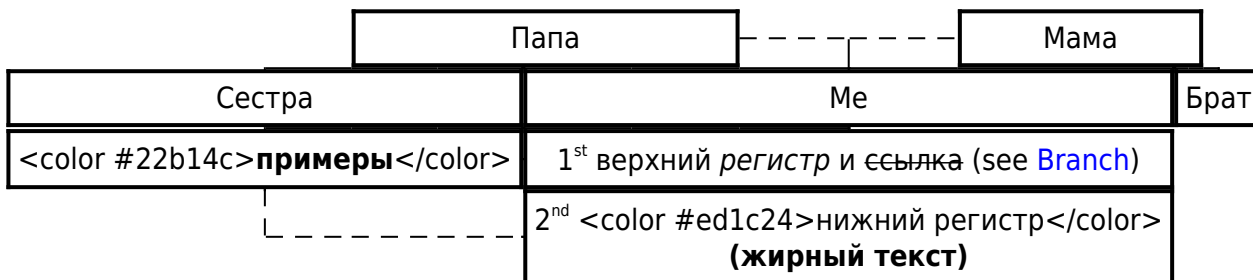 Папа Мама
Сестра Me Брат
<color #22b14c>примеры</color> 1st верхний регистр и ссылка (see Branch)
2nd <color #ed1c24>нижний регистр</color>
(жирный текст)